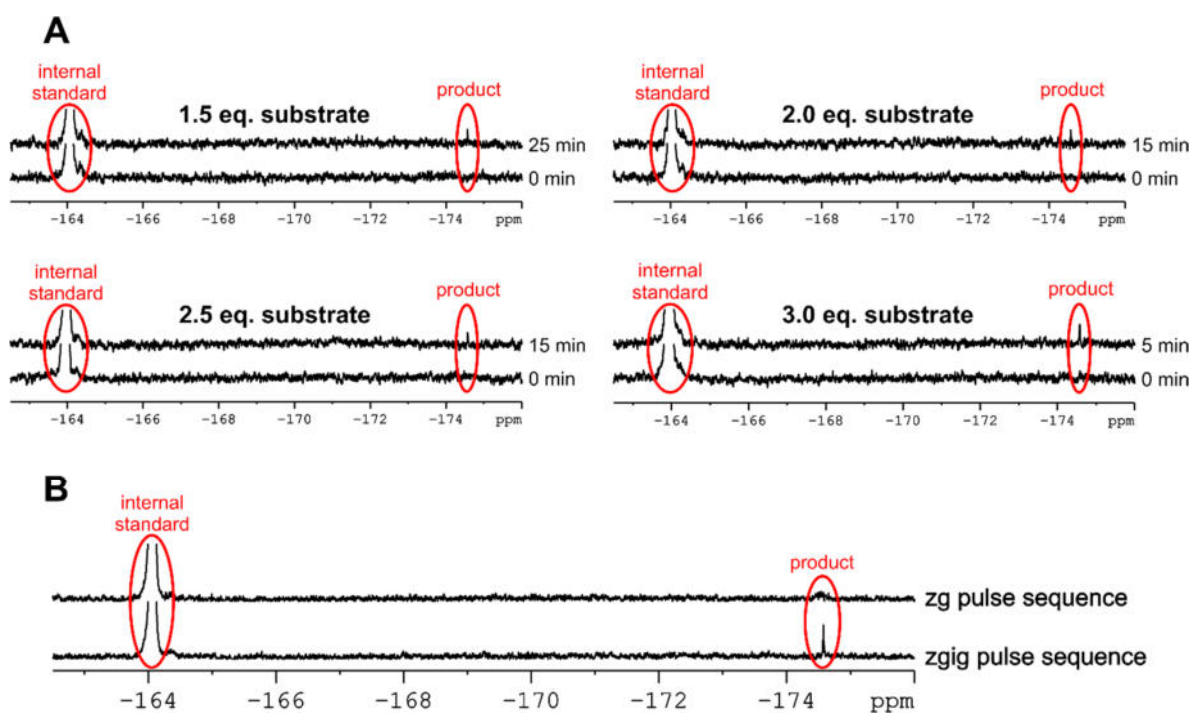 A
internal
standard
1.5 eq. substrate
product
25 min
0 min
-164 -166 -168 -170 -172 -174 ppm
internal
standard
2.0 eq. substrate
product
15 min
0 min
-164 -166 -168 -170 -172 -174 ppm
internal
standard
2.5 eq. substrate
product
15 min
0 min
-164 -166 -168 -170 -172 -174 ppm
internal
standard
3.0 eq. substrate
product
5 min
0 min
-164 -166 -168 -170 -172 -174 ppm
B
internal
standard
product
zg pulse sequence
zgig pulse sequence
-164 -166 -168 -170 -172 -174 ppm